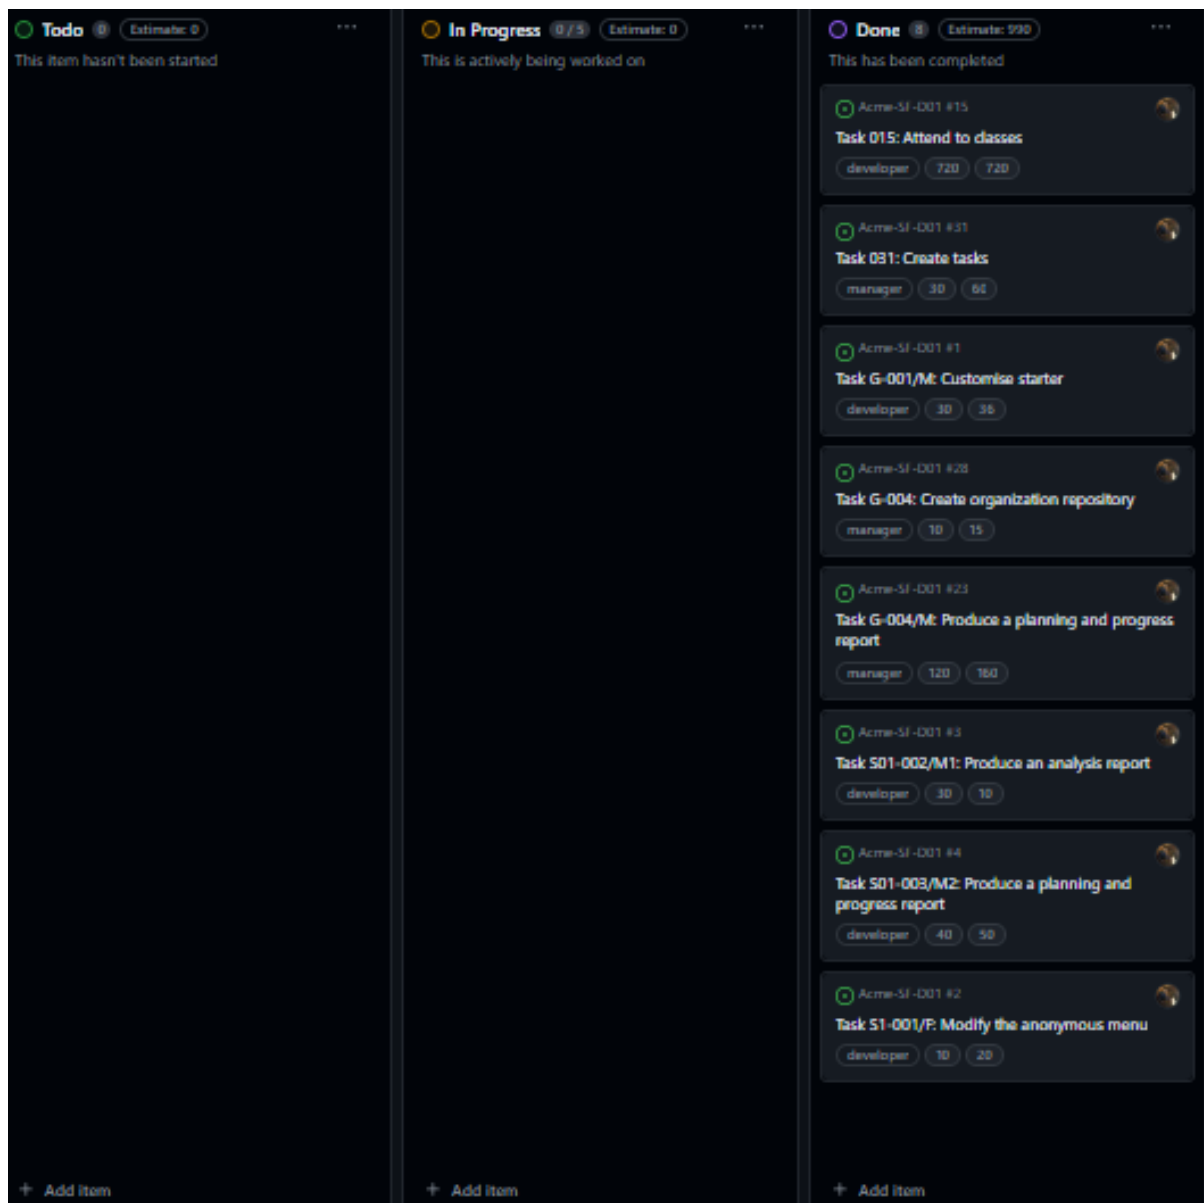 Todo 0 Estimate: 0 ...
This item hasn't been started
Add item
In Progress 0 / 5 Estimate: 0 ...
This is actively being worked on
Add item
Done 8 Estimate: 990 ...
This has been completed
Acme-SF-D01 #15
Task 015: Attend to classes
developer 720 720
Acme-SF-D01 #31
Task 031: Create tasks
manager 30 60
Acme-SF-D01 #1
Task G-001/M: Customise starter
developer 30 36
Acme-SF-D01 #28
Task G-004: Create organization repository
manager 10 15
Acme-SF-D01 #23
Task G-004/M: Produce a planning and progress
report
manager 120 160
Acme-SF-D01 #3
Task S01-002/M1: Produce an analysis report
developer 30 10
Acme-SF-D01 #4
Task S01-003/M2: Produce a planning and
progress report
developer 40 50
Acme-SF-D01 #2
Task S1-001/F: Modify the anonymous menu
developer 10 20
Add item